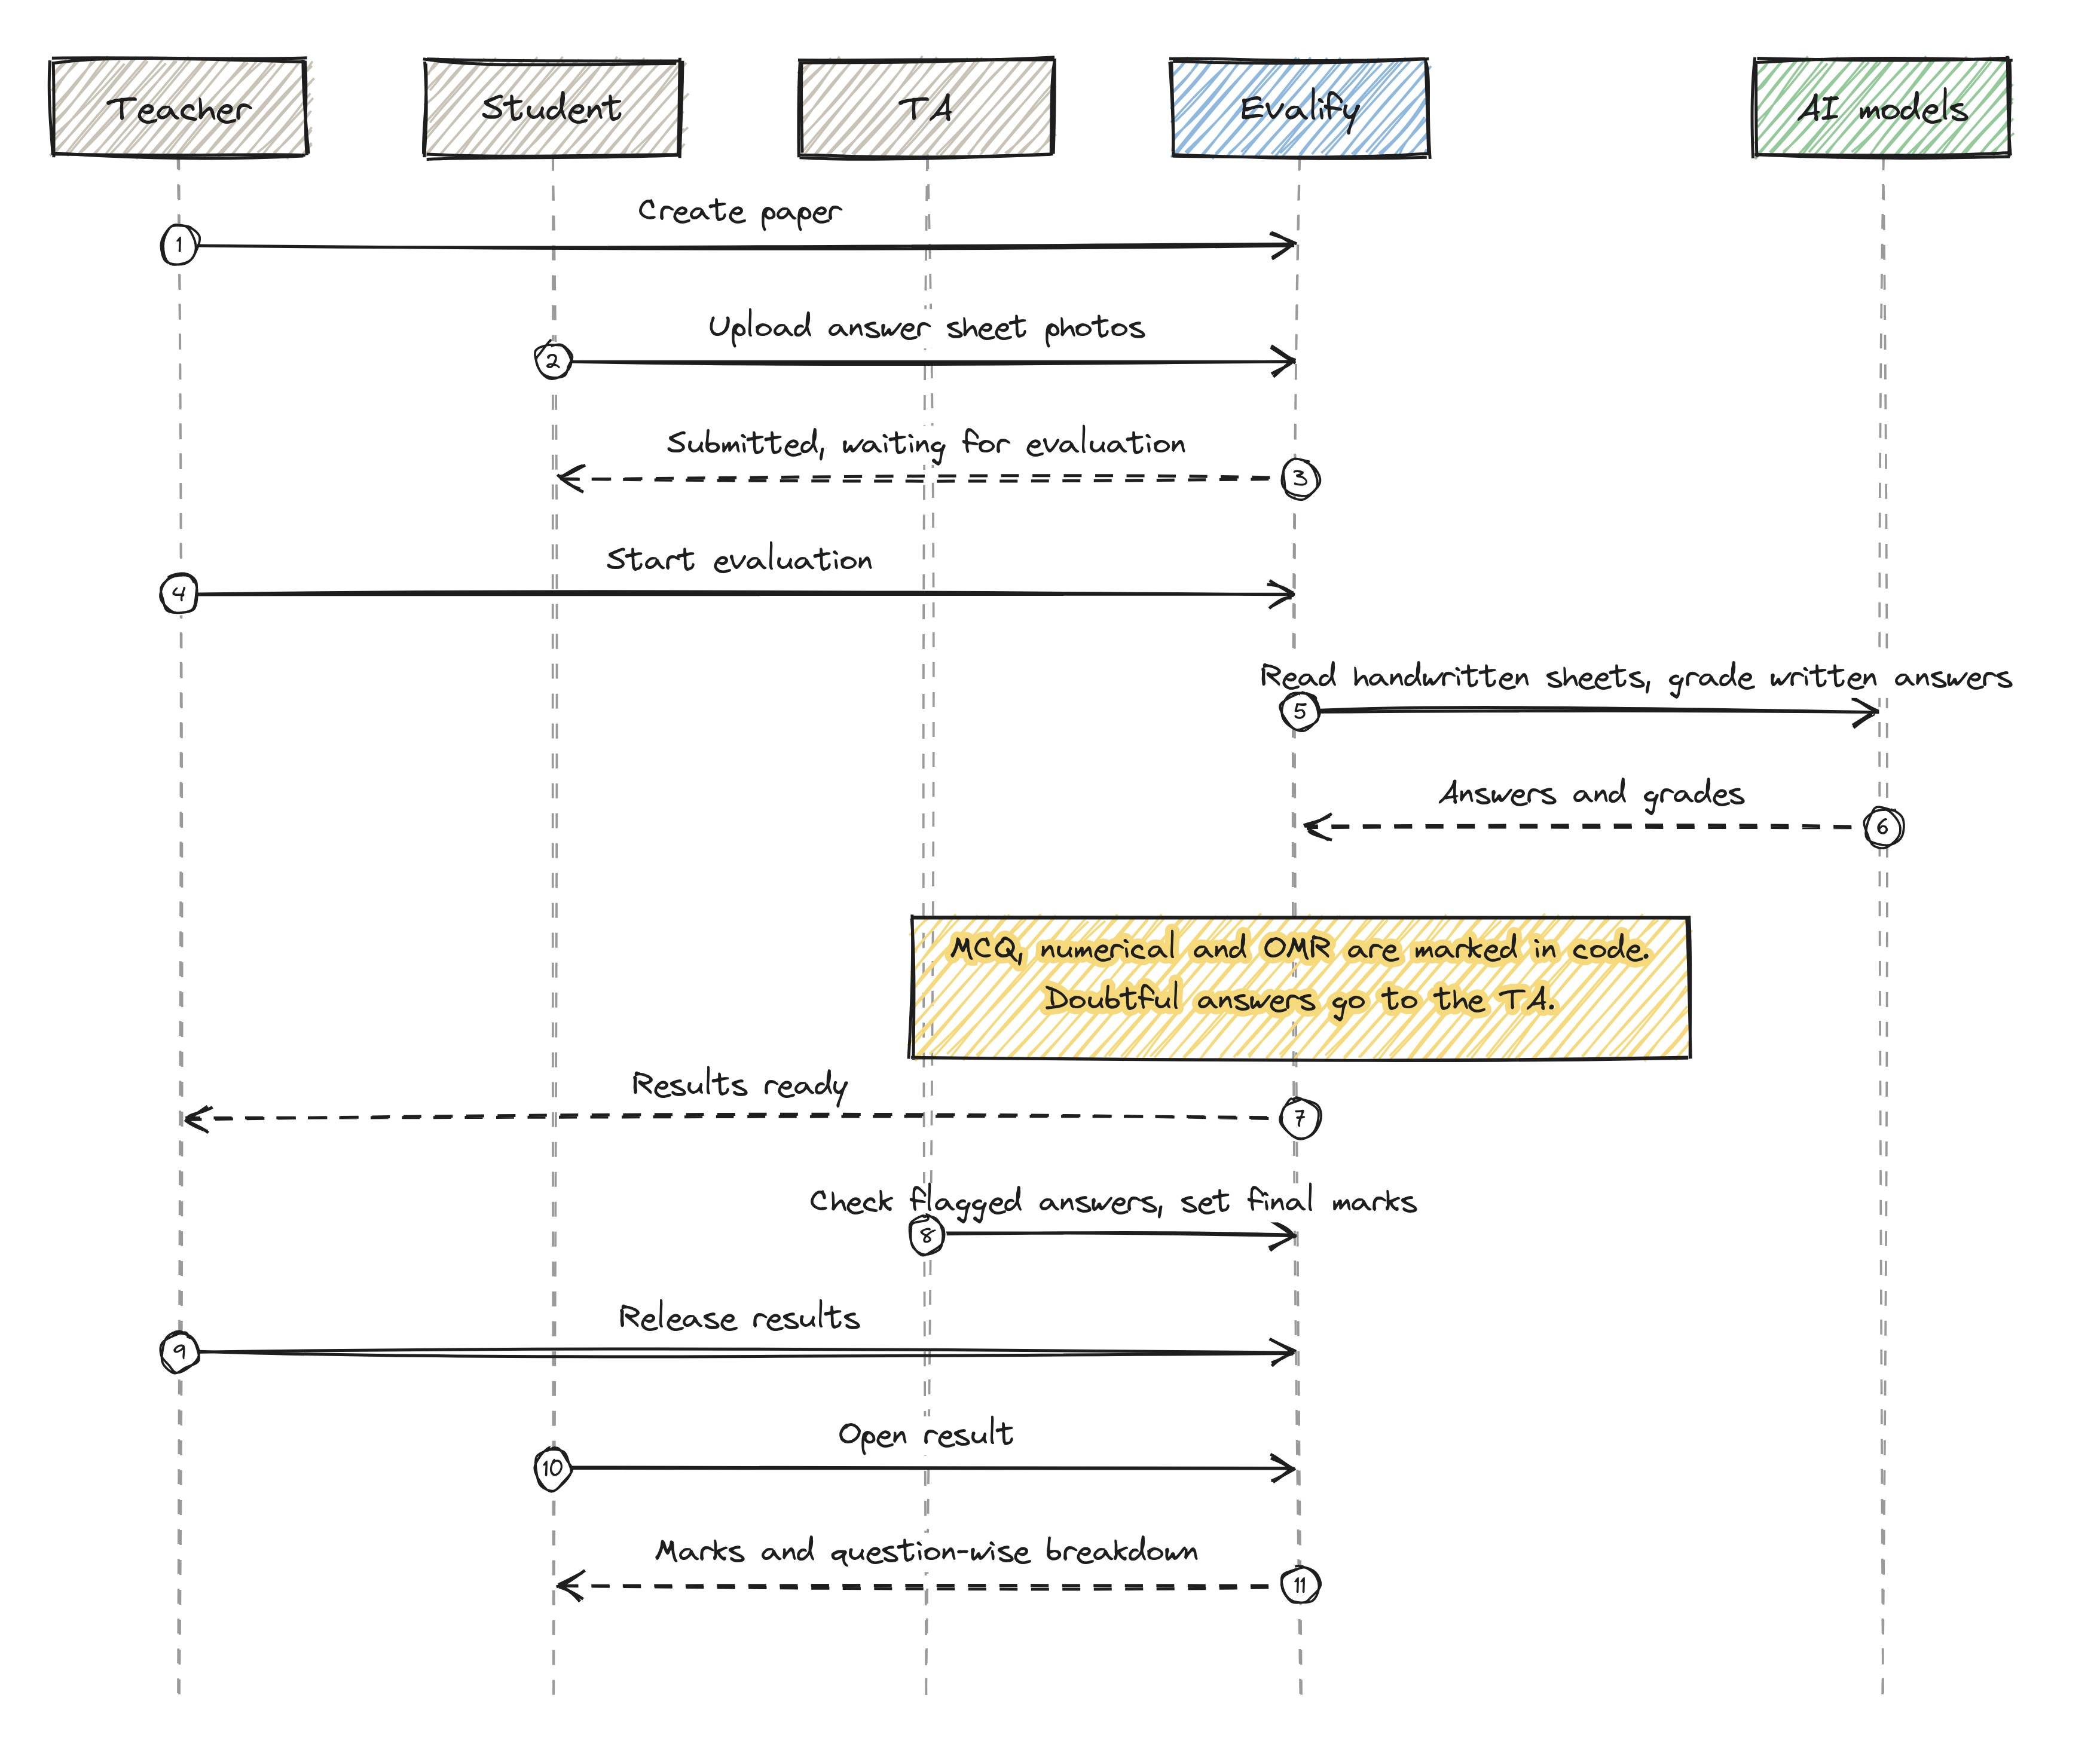 Teacher
Student
TA
Evalify
AI models
Create paper
1
Upload answer sheet photos
2
Submitted, waiting for evaluation
3
Start evaluation
4
Read handwritten sheets, grade written answers
5
Answers and grades
6
MCQ, numerical and OMR are marked in code.
Doubtful answers go to the TA.
Results ready
7
Check flagged answers, set final marks
8
Release results
9
Open result
10
Marks and question-wise breakdown
11